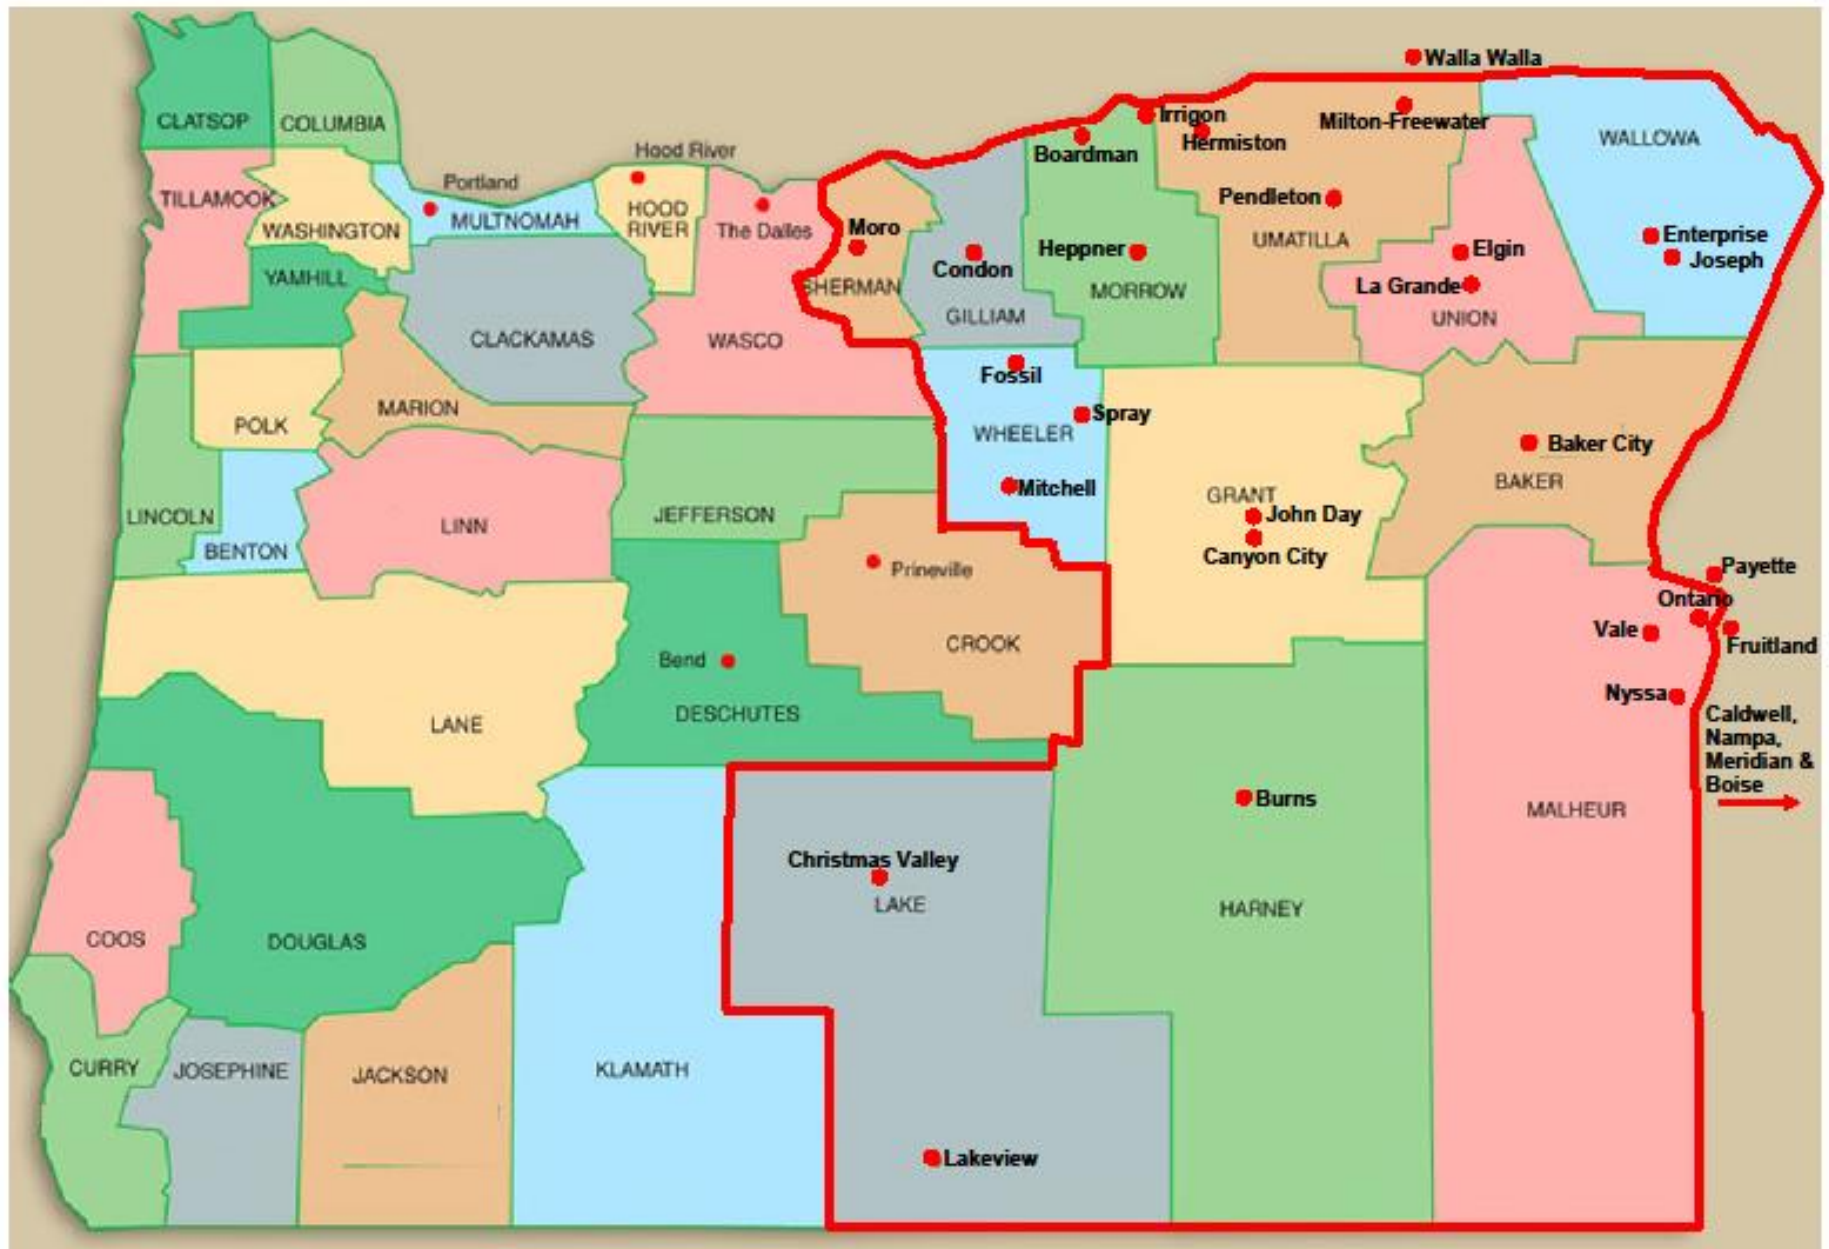 Walla Walla
CLATSOP
COLUMBIA
Irrigon
Milton-Freewater
Hermiston
WALLOWA
Hood River
Boardman
Portland
TILLAMOOK
MULTNOMAH
HOOD
RIVER
The Dalles
WASHINGTON
Moro
Pendleton
UMATILLA
Enterprise
Joseph
Elgin
Heppner
Condon
YAMHILL
SHERMAN
MORROW
La Grande
GILLIAM
UNION
CLACKAMAS
WASCO
Fossil
MARION
POLK
Spray
WHEELER
Baker City
BAKER
Mitchell
GRANT
John Day
Canyon City
LINCOLN
BENTON
LINN
JEFFERSON
Prineville
Payette
Ontario
Vale
Fruitland
CROOK
Bend
DESCHUTES
LANE
Nyssa
Caldwell,
Nampa,
Meridian &
Boise
Burns
MALHEUR
Christmas Valley
LAKE
HARNEY
COOS
DOUGLAS
CURRY
JOSEPHINE
JACKSON
KLAMATH
Lakeview